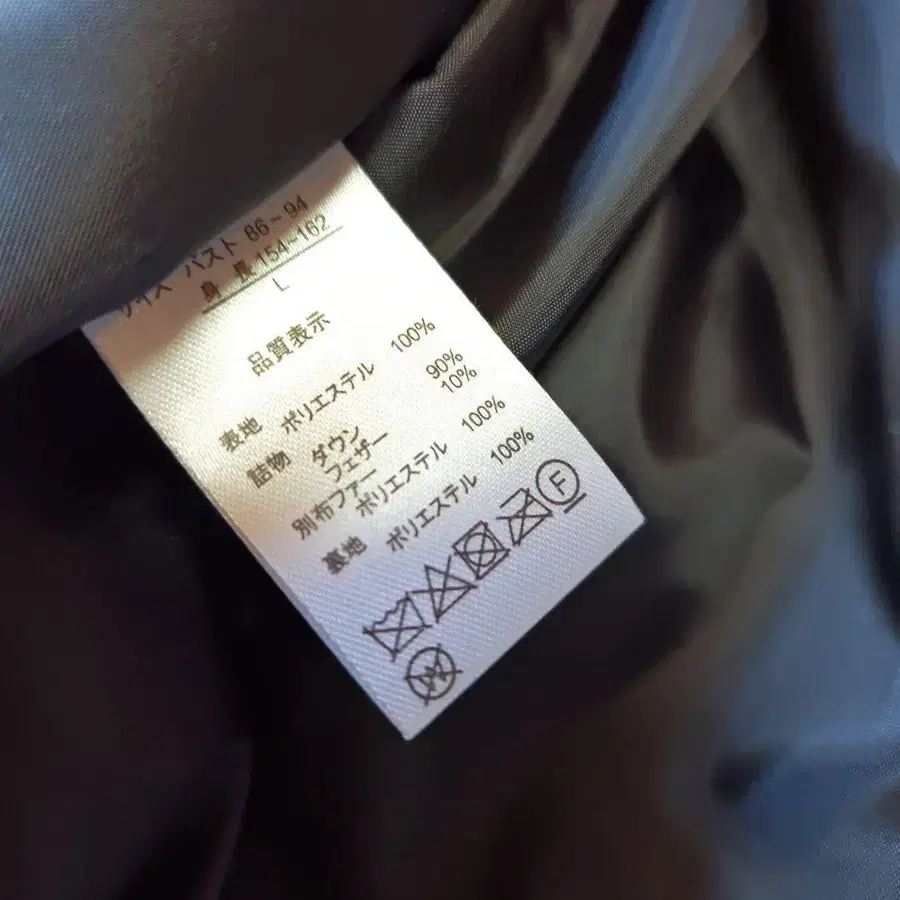 サイズ バスト 86~94
身 長 154~162
L
品質表示
表地 ポリエステル 100%
詰物 ダウン 90%
フェザー 10%
別布ファー
ポリエステル 100%
裏地 ポリエステル 100%
F
W